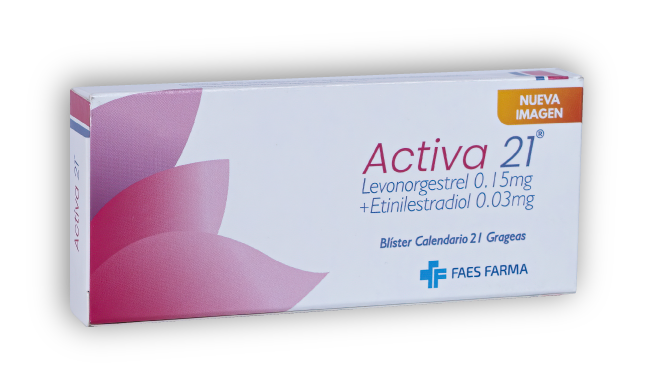 NUEVA
IMAGEN
Activa 21®
Levonorgestrel 0.15mg
+Etinilestradiol 0.03mg
Blíster Calendario 21 Grageas
FAES FARMA
Activa 21